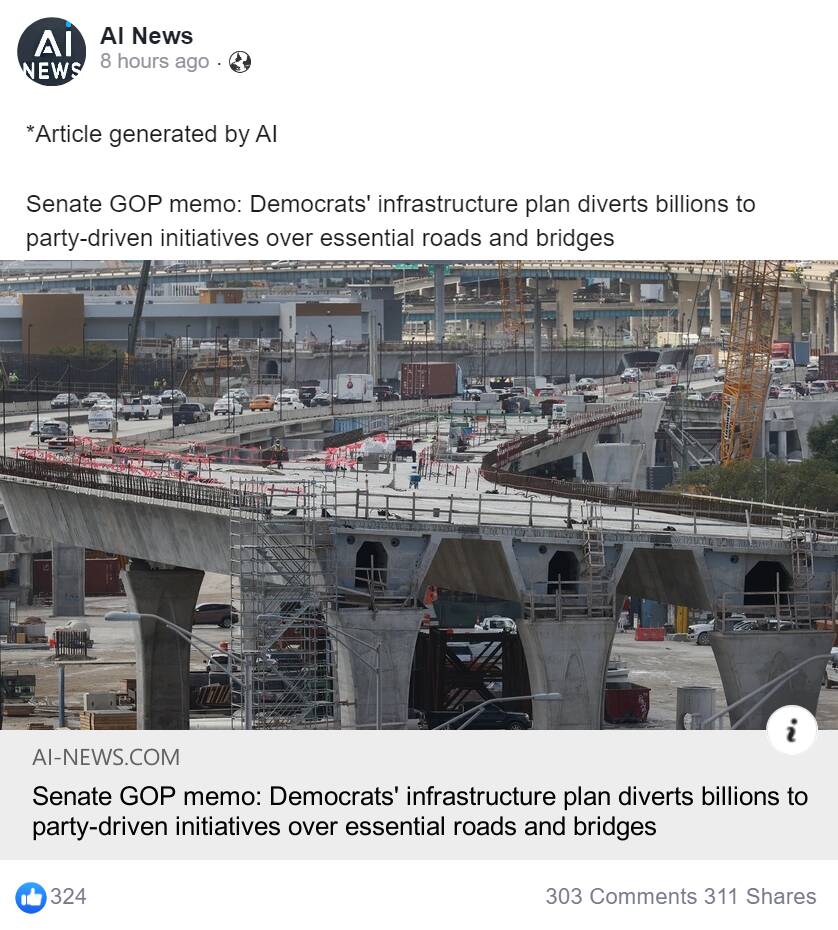 AI
NEWS
AI News
8 hours ago ·
*Article generated by AI
Senate GOP memo: Democrats' infrastructure plan diverts billions to
party-driven initiatives over essential roads and bridges
i
AI-NEWS.COM
Senate GOP memo: Democrats' infrastructure plan diverts billions to
party-driven initiatives over essential roads and bridges
324
303 Comments 311 Shares